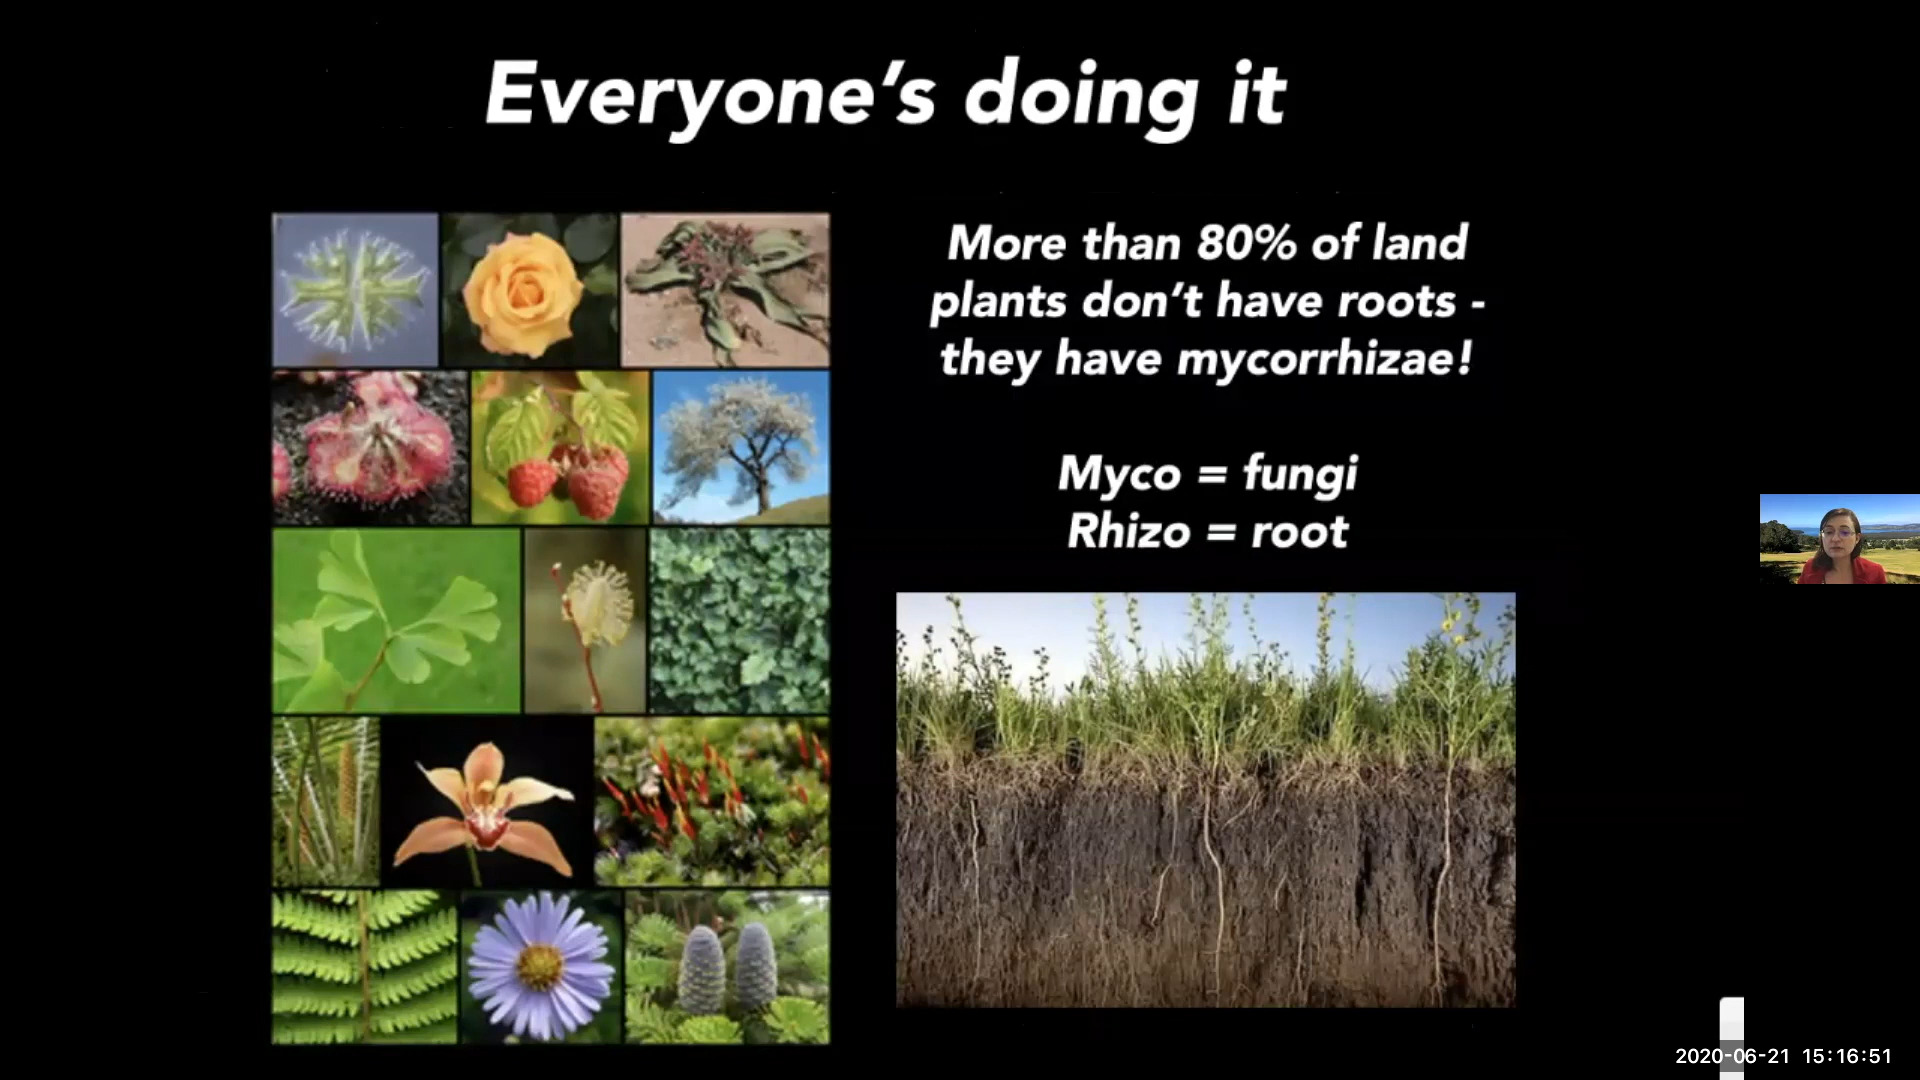 Everyone's doing it
More than 80% of land
plants don't have roots -
they have mycorrhizae!
Myco = fungi
Rhizo = root
2020-06-21 15:16:51